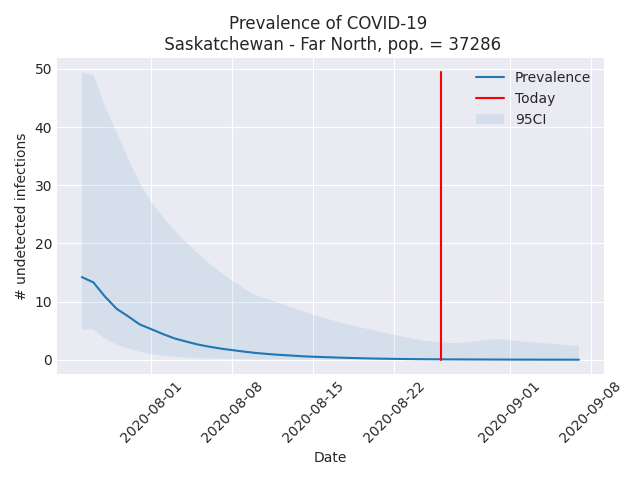 Prevalence of COVID-19
Saskatchewan - Far North, pop. = 37286
Prevalence
Today
95CI
# undetected infections
50
40
30
20
10
0
2020-08-01
2020-08-08
2020-08-15
2020-08-22
2020-09-01
2020-09-08
Date